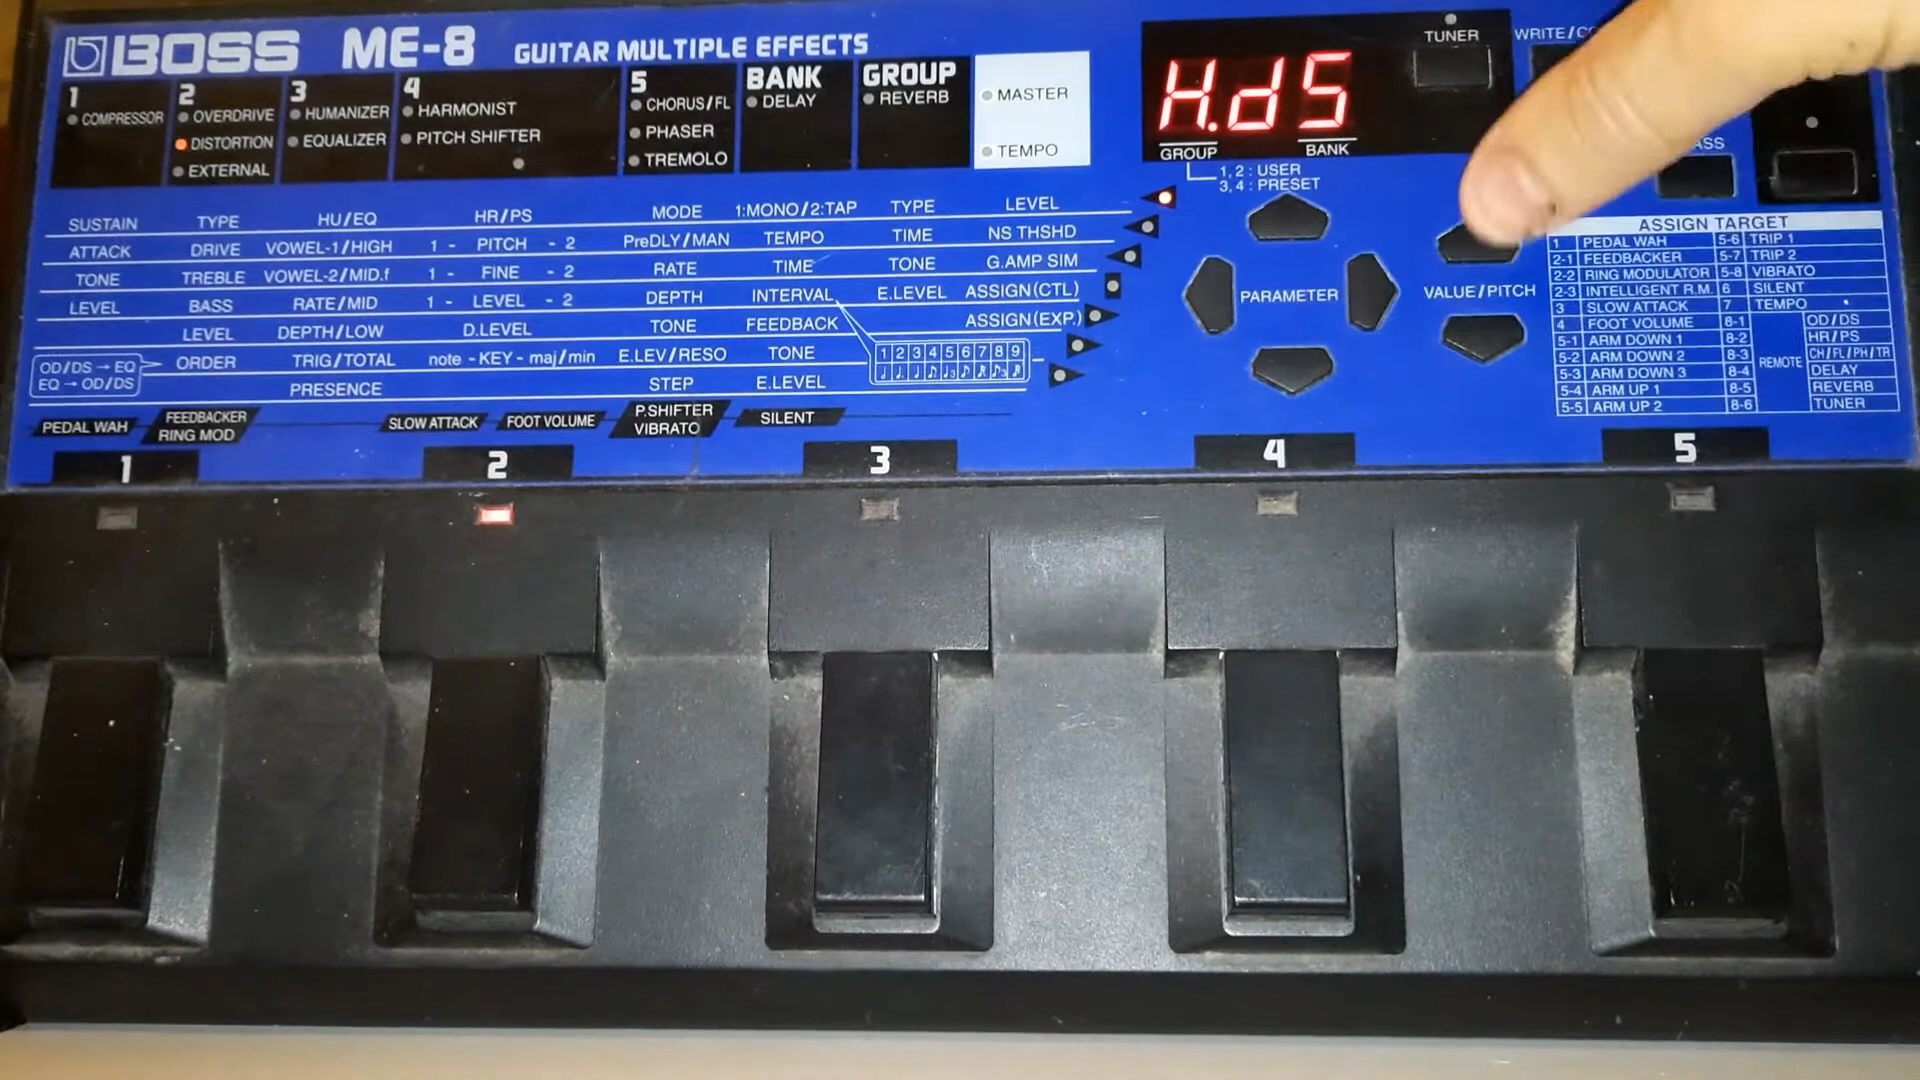 BOSS ME-8 GUITAR MULTIPLE EFFECTS
1 2 3 4 5 BANK GROUP
COMPRESSOR OVERDRIVE HUMANIZER HARMONIST CHORUS/FL DELAY REVERB MASTER
DISTORTION EQUALIZER PITCH SHIFTER PHASER
EXTERNAL TREMOLO TEMPO
H.d5
GROUP BANK
1, 2 : USER
3, 4 : PRESET
TUNER
SUSTAIN TYPE HU/EQ HR/PS MODE 1:MONO/2:TAP TYPE LEVEL
ATTACK DRIVE VOWEL-1/HIGH 1 - PITCH - 2 PreDLY/MAN TEMPO TIME NS THSHD
TONE TREBLE VOWEL-2/MID.f 1 - FINE - 2 RATE TIME TONE G.AMP SIM
LEVEL BASS RATE/MID 1 - LEVEL - 2 DEPTH INTERVAL E.LEVEL ASSIGN(CTL)
LEVEL DEPTH/LOW D.LEVEL TONE FEEDBACK ASSIGN(EXP.)
OD/DS → EQ
EQ → OD/DS
ORDER TRIG/TOTAL note - KEY - maj/min E.LEV/RESO TONE
PRESENCE STEP E.LEVEL
1 2 3 4 5 6 7 8 9
PEDAL WAH FEEDBACKER SLOW ATTACK FOOT VOLUME P.SHIFTER SILENT
RING MOD VIBRATO
PARAMETER
VALUE/PITCH
ASSIGN TARGET
1 PEDAL WAH 5-6 TRIP 1
2-1 FEEDBACKER 5-7 TRIP 2
2-2 RING MODULATOR 5-8 VIBRATO
2-3 INTELLIGENT R.M. 6 SILENT
3 SLOW ATTACK 7 TEMPO
4 FOOT VOLUME 8-1 OD/DS
5-1 ARM DOWN 1 8-2 HR/PS
5-2 ARM DOWN 2 8-3 REMOTE CH/FL/PH/TR
5-3 ARM DOWN 3 8-4 DELAY
5-4 ARM UP 1 8-5 REVERB
5-5 ARM UP 2 8-6 TUNER
1 2 3 4 5